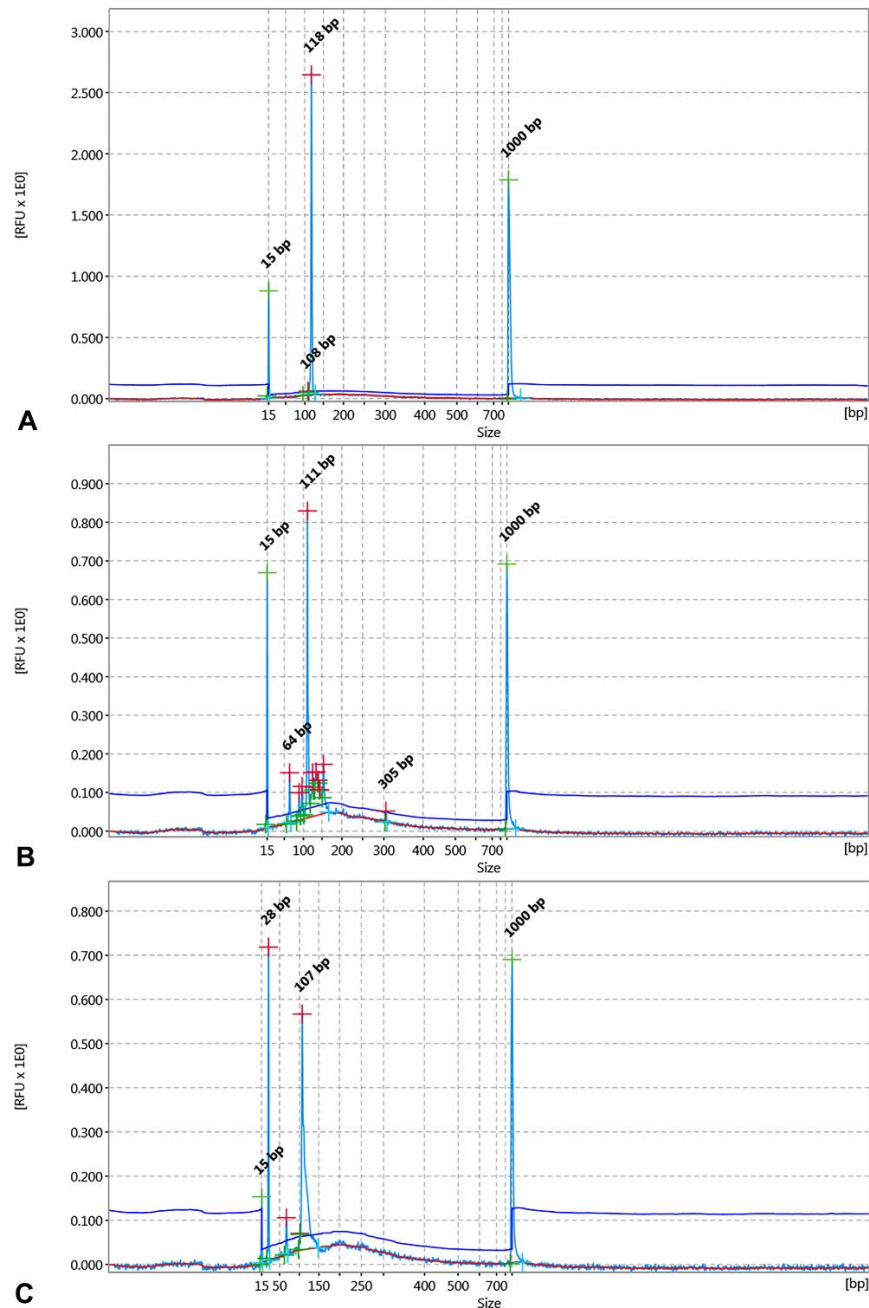 118 bp
3.000
2.500
2.000
1.500
1.000
0.500
0.000
[RFU x 1E0]
15 bp
108 bp
1000 bp
15 50 100 200 300 400 500 700
[bp]
Size
A
111 bp
0.900
0.800
0.700
0.600
0.500
0.400
0.300
0.200
0.100
0.000
[RFU x 1E0]
15 bp
64 bp
305 bp
1000 bp
15 50 100 200 300 400 500 700
[bp]
Size
B
28 bp
0.800
0.700
0.600
0.500
0.400
0.300
0.200
0.100
0.000
[RFU x 1E0]
15 bp
107 bp
1000 bp
15 50 150 250 400 500 700
[bp]
Size
C